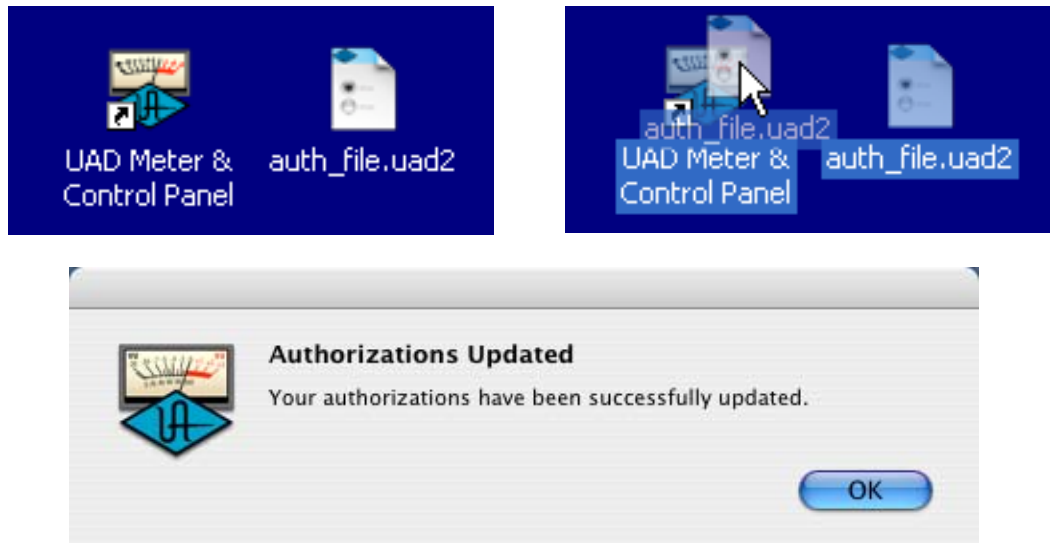 UAD Meter &
Control Panel
auth_file.uad2
auth_file.uad2
UAD Meter &
Control Panel
auth_file.uad2
Authorizations Updated
Your authorizations have been successfully updated.
OK